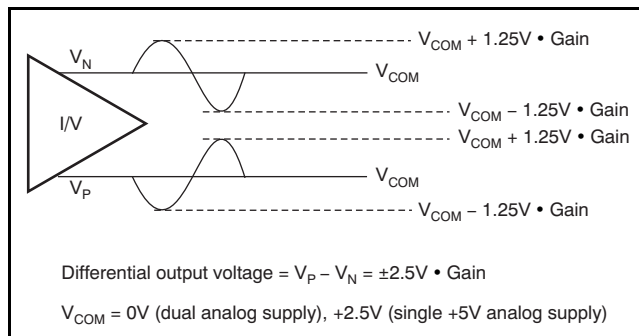 V_COM + 1.25V • Gain
V_N
V_COM
I/V
V_COM − 1.25V • Gain
V_COM + 1.25V • Gain
V_COM
V_P
V_COM − 1.25V • Gain
Differential output voltage = V_P − V_N = ±2.5V • Gain
V_COM = 0V (dual analog supply), +2.5V (single +5V analog supply)